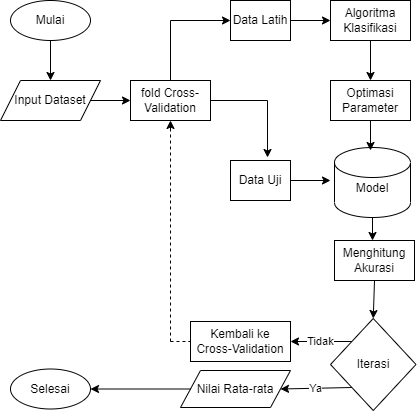 Mulai
Data Latih
Algoritma
Klasifikasi
Input Dataset
fold Cross-
Validation
Optimasi
Parameter
Data Uji
Model
Menghitung
Akurasi
Kembali ke
Cross-Validation
Tidak
Iterasi
Selesai
Nilai Rata-rata
Ya